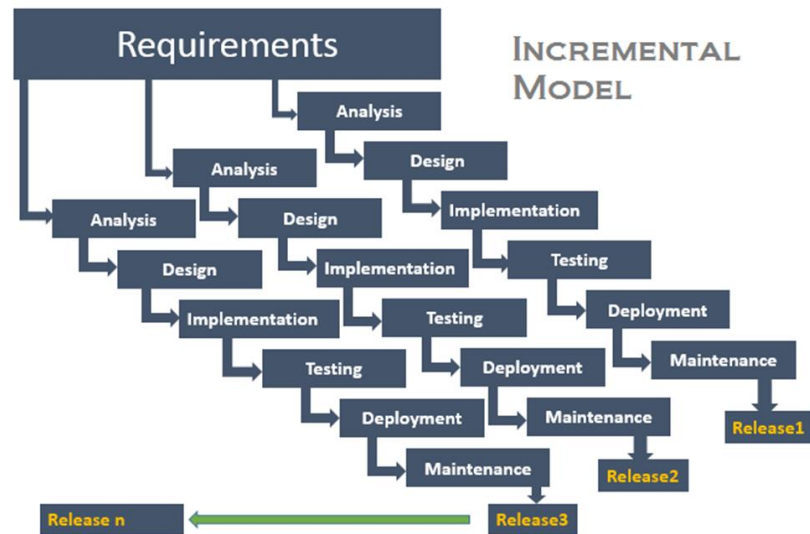 Requirements
INCREMENTAL
MODEL
Analysis
Design
Implementation
Testing
Deployment
Maintenance
Release1
Analysis
Design
Implementation
Testing
Deployment
Maintenance
Release2
Analysis
Design
Implementation
Testing
Deployment
Maintenance
Release3
Release n